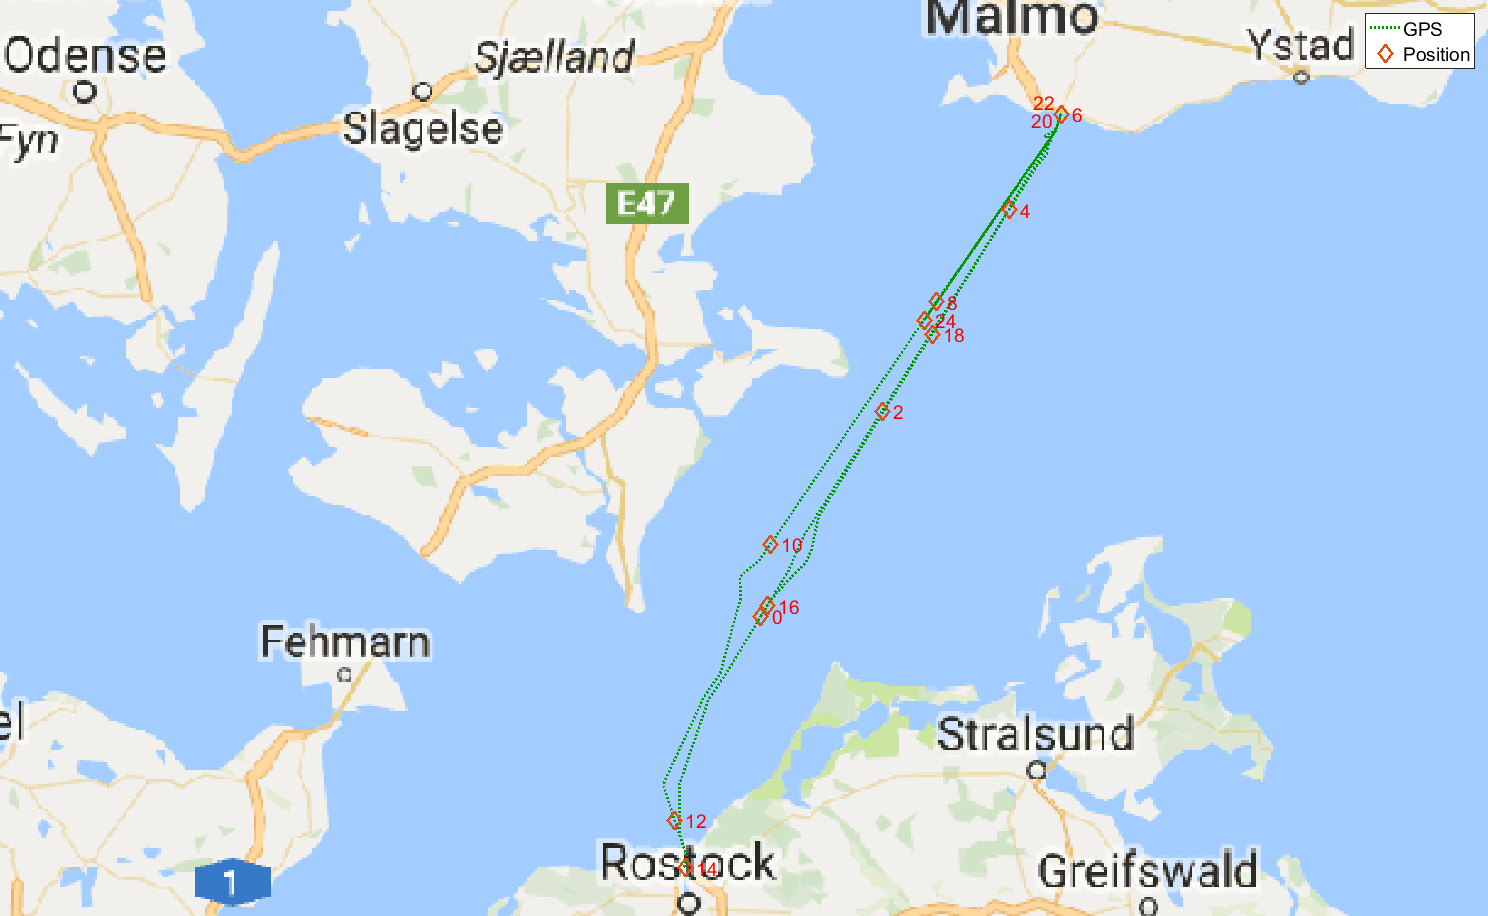 Malmo
GPS
Position
Odense
Sjælland
Ystad
Slagelse
Fyn
22
6
20
E47
4
8
24
18
2
10
16
0
Fehmarn
el
Stralsund
12
Rostock
14
1
Greifswald